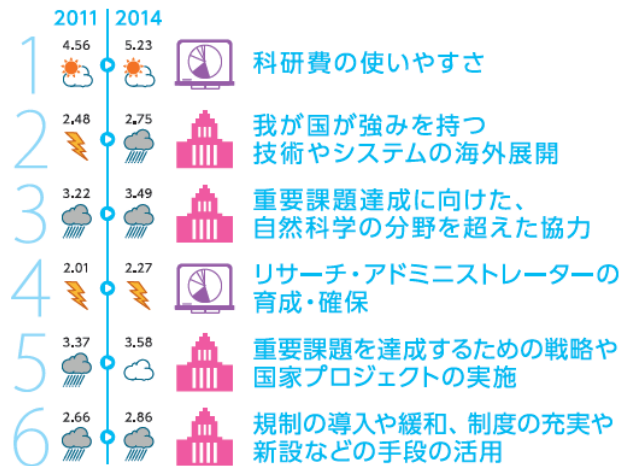 2011 2014
1 4.56 5.23 科研費の使いやすさ
2 2.48 2.75 我が国が強みを持つ
技術やシステムの海外展開
3 3.22 3.49 重要課題達成に向けた、
自然科学の分野を超えた協力
4 2.01 2.27 リサーチ・アドミニストレーターの
育成・確保
5 3.37 3.58 重要課題を達成するための戦略や
国家プロジェクトの実施
6 2.66 2.86 規制の導入や緩和、制度の充実や
新設などの手段の活用